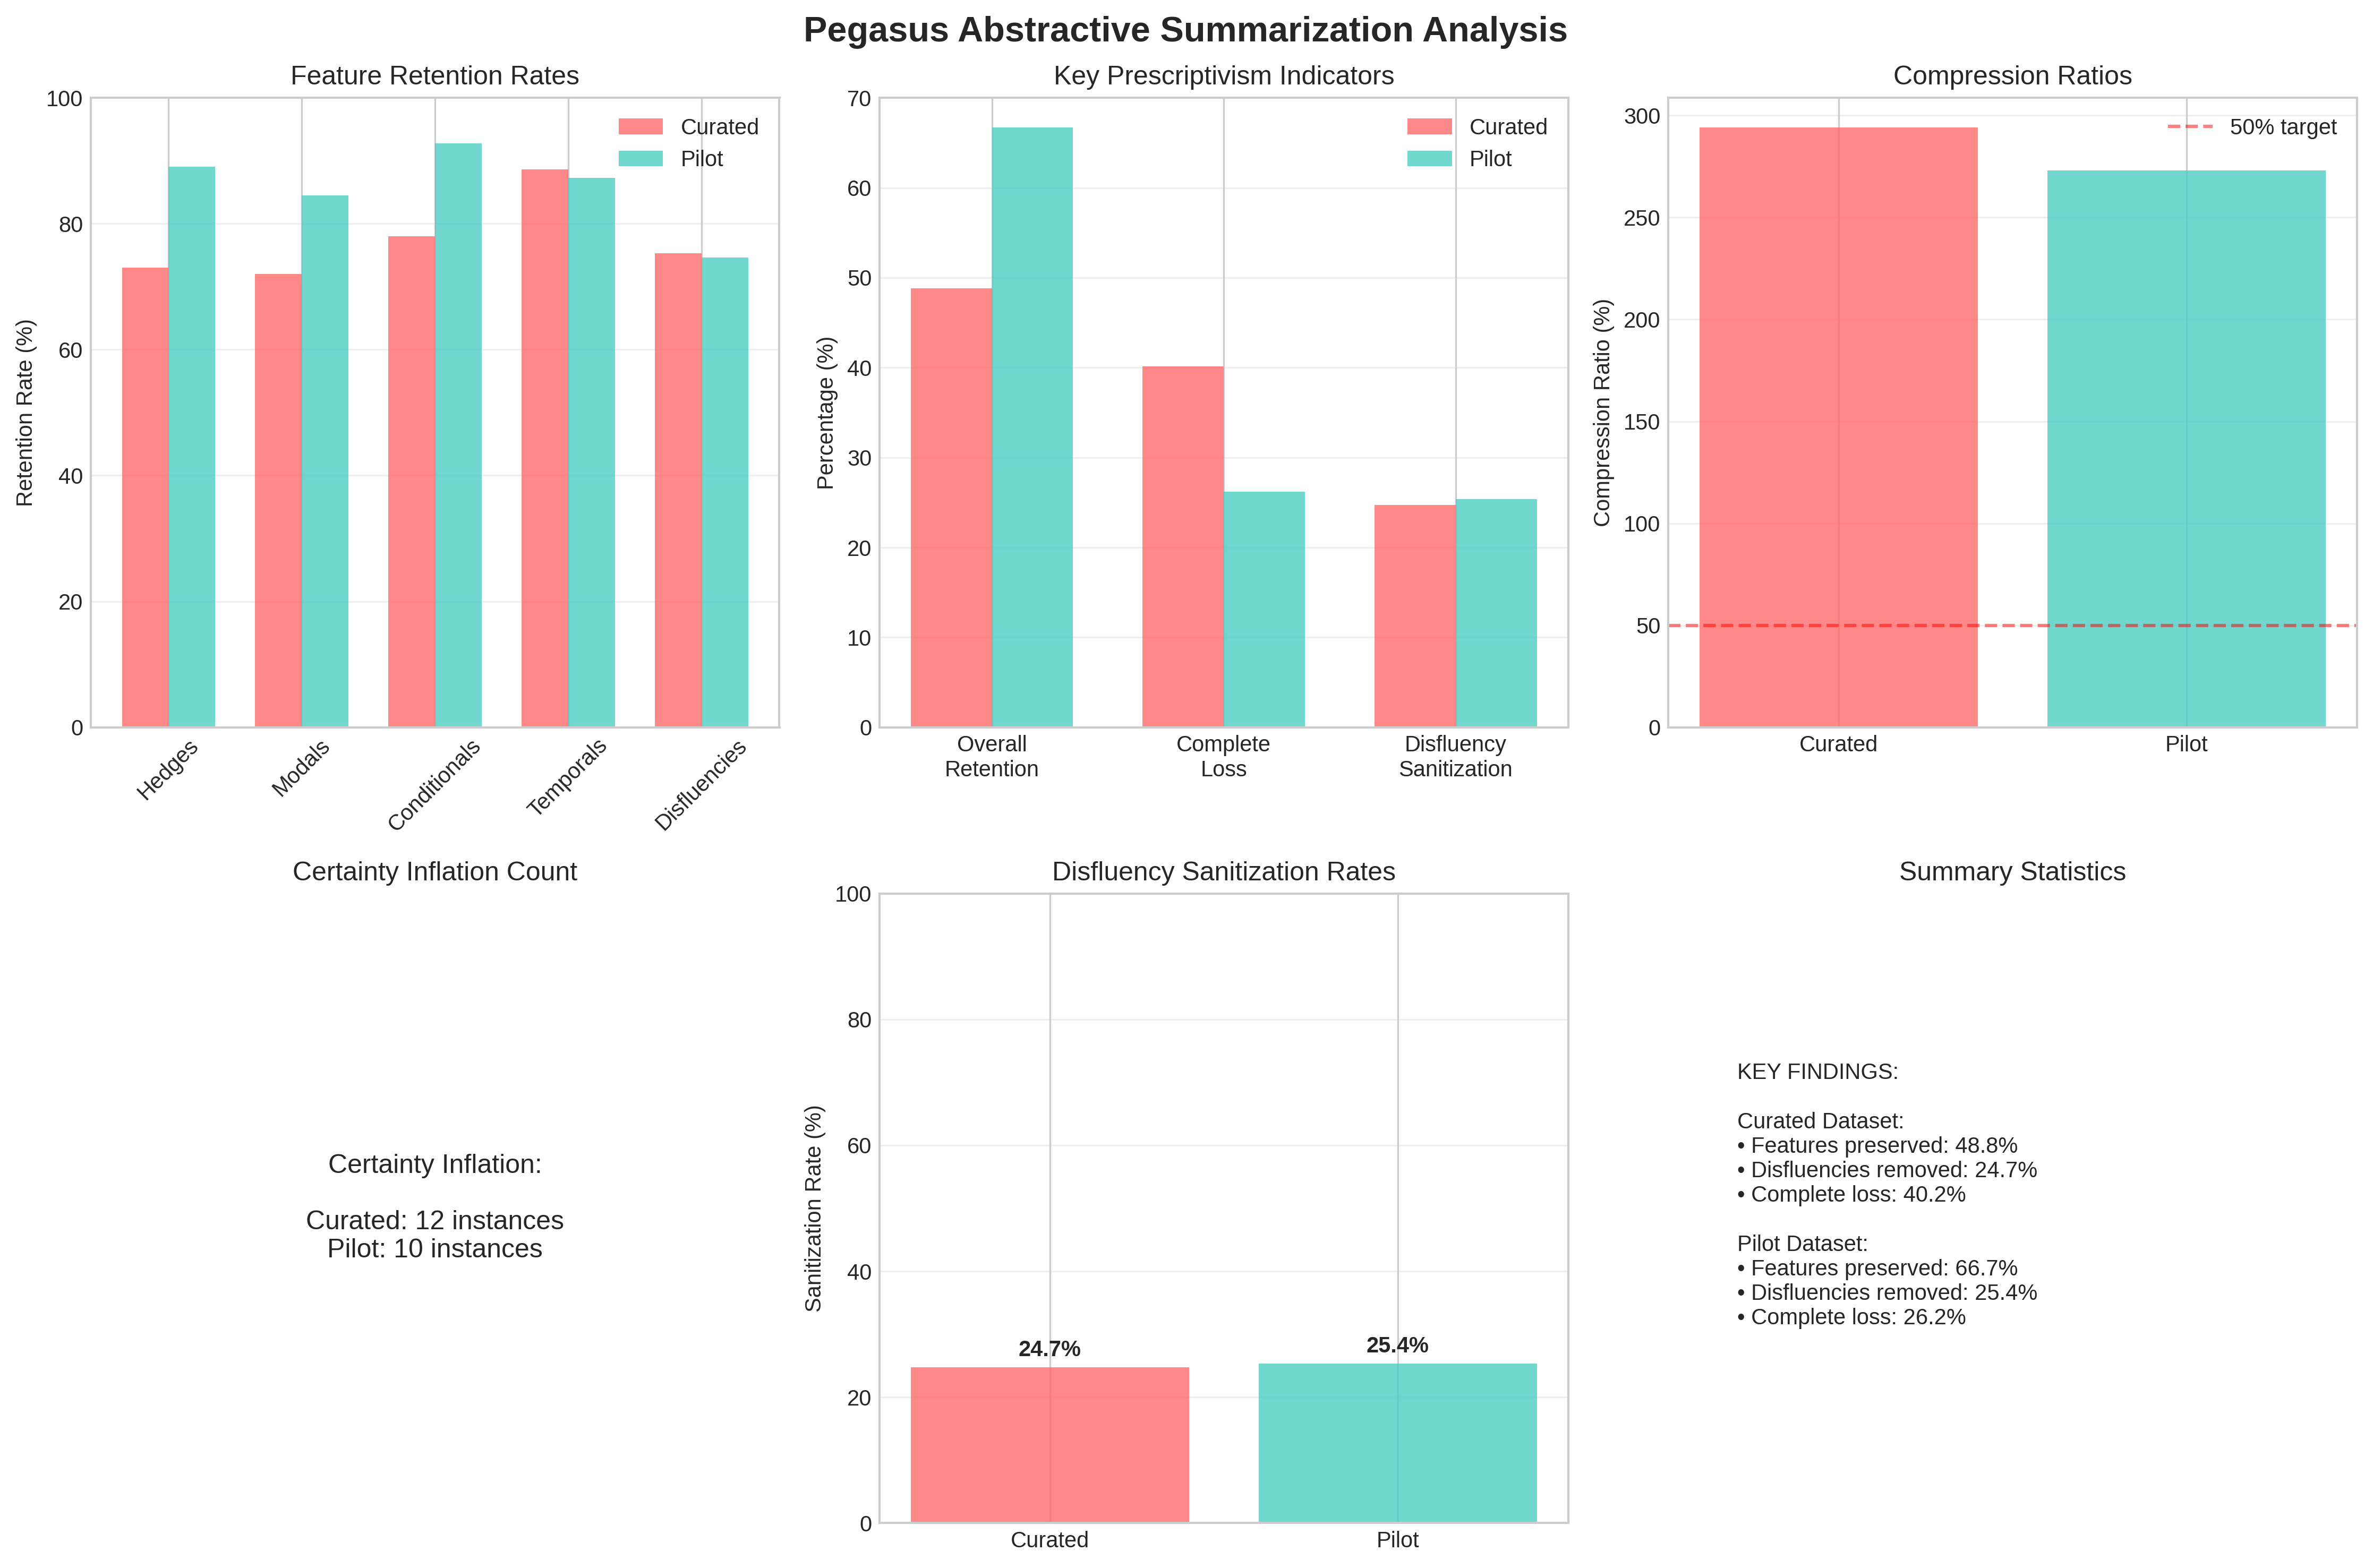 Pegasus Abstractive Summarization Analysis
Feature Retention Rates
Retention Rate (%)
100
80
60
40
20
0
Curated
Pilot
Hedges
Modals
Conditionals
Temporals
Disfluencies
Key Prescriptivism Indicators
Percentage (%)
70
60
50
40
30
20
10
0
Curated
Pilot
Overall
Retention
Complete
Loss
Disfluency
Sanitization
Compression Ratios
Compression Ratio (%)
300
250
200
150
100
50
0
50% target
Curated
Pilot
Certainty Inflation Count
Certainty Inflation:
Curated: 12 instances
Pilot: 10 instances
Disfluency Sanitization Rates
Sanitization Rate (%)
100
80
60
40
20
0
24.7%
25.4%
Curated
Pilot
Summary Statistics
KEY FINDINGS:
Curated Dataset:
• Features preserved: 48.8%
• Disfluencies removed: 24.7%
• Complete loss: 40.2%
Pilot Dataset:
• Features preserved: 66.7%
• Disfluencies removed: 25.4%
• Complete loss: 26.2%